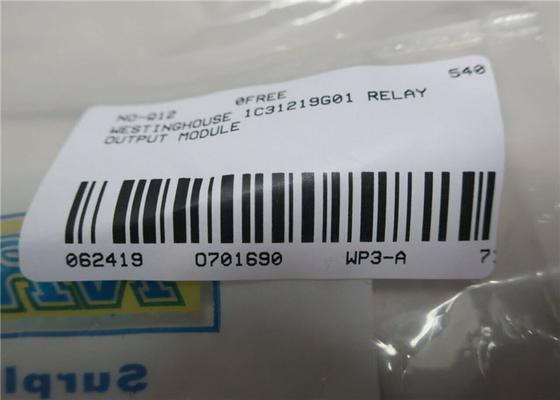 540
NO-Q12 0FREE
WESTINGHOUSE 1C31219G01 RELAY
OUTPUT MODULE
062419 0701690 WP3-A
Surpl